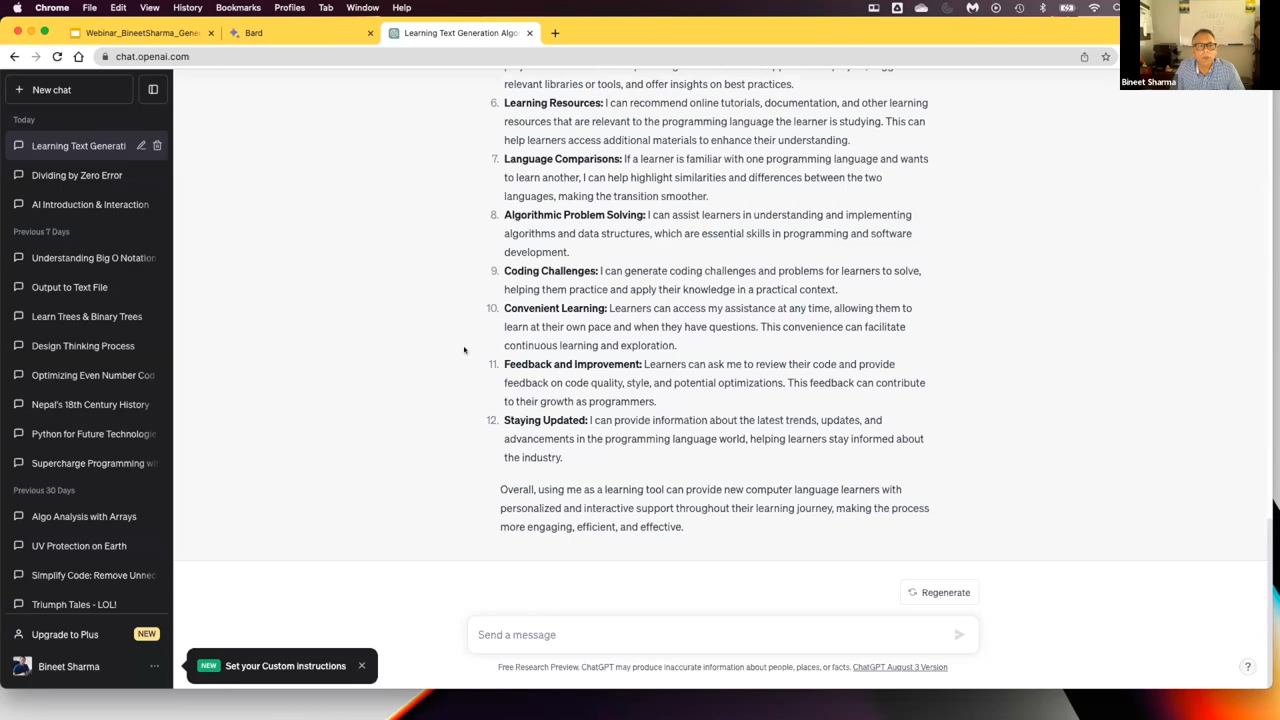 Chrome File Edit View History Bookmarks Profiles Tab Window Help
Webinar_BineetSharma_Gene
Bard
Learning Text Generation Algo
chat.openai.com
Bineet Sharma
New chat
Today
Learning Text Generati
Dividing by Zero Error
AI Introduction & Interaction
Previous 7 Days
Understanding Big O Notation
Output to Text File
Learn Trees & Binary Trees
Design Thinking Process
Optimizing Even Number Cod
Nepal's 18th Century History
Python for Future Technologie
Supercharge Programming wit
Previous 30 Days
Algo Analysis with Arrays
UV Protection on Earth
Simplify Code: Remove Unnec
Triumph Tales - LOL!
Upgrade to Plus NEW
Bineet Sharma
NEW Set your Custom instructions
relevant libraries or tools, and offer insights on best practices.
6. Learning Resources: I can recommend online tutorials, documentation, and other learning
resources that are relevant to the programming language the learner is studying. This can
help learners access additional materials to enhance their understanding.
7. Language Comparisons: If a learner is familiar with one programming language and wants
to learn another, I can help highlight similarities and differences between the two
languages, making the transition smoother.
8. Algorithmic Problem Solving: I can assist learners in understanding and implementing
algorithms and data structures, which are essential skills in programming and software
development.
9. Coding Challenges: I can generate coding challenges and problems for learners to solve,
helping them practice and apply their knowledge in a practical context.
10. Convenient Learning: Learners can access my assistance at any time, allowing them to
learn at their own pace and when they have questions. This convenience can facilitate
continuous learning and exploration.
11. Feedback and Improvement: Learners can ask me to review their code and provide
feedback on code quality, style, and potential optimizations. This feedback can contribute
to their growth as programmers.
12. Staying Updated: I can provide information about the latest trends, updates, and
advancements in the programming language world, helping learners stay informed about
the industry.
Overall, using me as a learning tool can provide new computer language learners with
personalized and interactive support throughout their learning journey, making the process
more engaging, efficient, and effective.
Regenerate
Send a message
Free Research Preview. ChatGPT may produce inaccurate information about people, places, or facts. ChatGPT August 3 Version
?